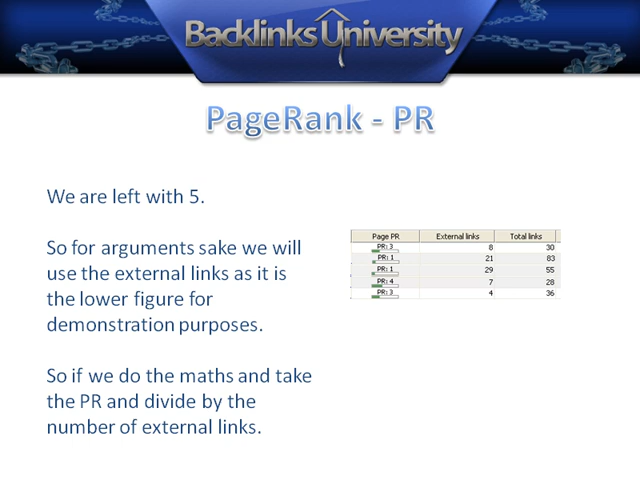 Backlinks University
PageRank - PR
We are left with 5.
So for arguments sake we will
use the external links as it is
the lower figure for
demonstration purposes.
So if we do the maths and take
the PR and divide by the
number of external links.
Page PR External links Total links
PR: 3 8 30
PR: 1 21 83
PR: 1 29 55
PR: 4 7 28
PR: 3 4 36